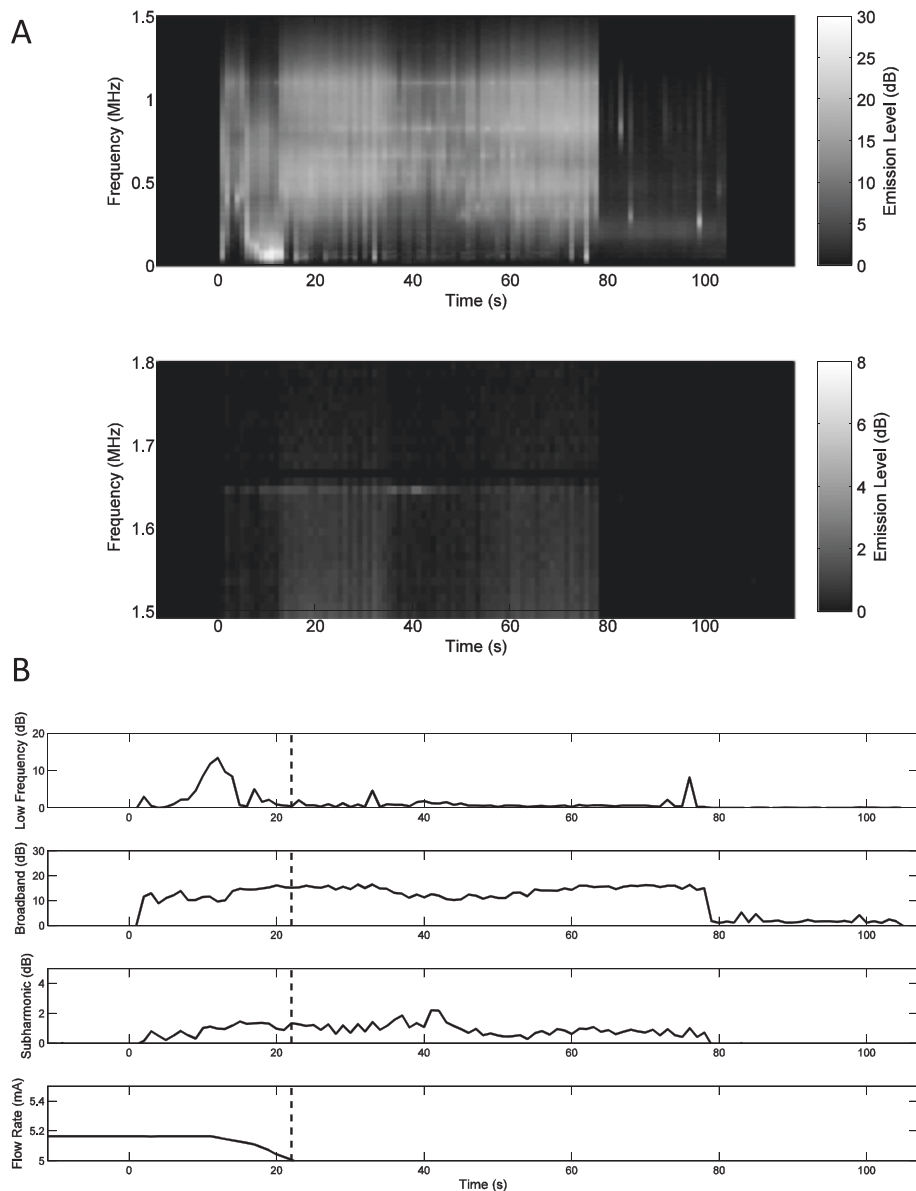 A
1.5
1
0.5
0
Frequency (MHz)
0 20 40 60 80 100
Time (s)
30
25
20
15
10
5
0
Emission Level (dB)
1.8
1.7
1.6
1.5
Frequency (MHz)
0 20 40 60 80 100
Time (s)
8
6
4
2
0
Emission Level (dB)
B
Low Frequency (dB)
20
10
0
0 20 40 60 80 100
Broadband (dB)
30
20
10
0
0 20 40 60 80 100
Subharmonic (dB)
4
2
0
0 20 40 60 80 100
Flow Rate (mA)
5.4
5.2
5
0 20 40 60 80 100
Time (s)